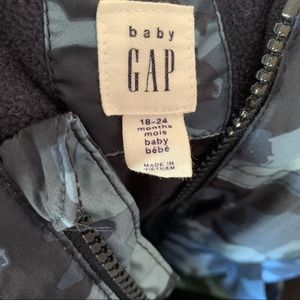 baby
GAP
18-24
months
mois
baby
bébé
MADE IN
VIETNAM